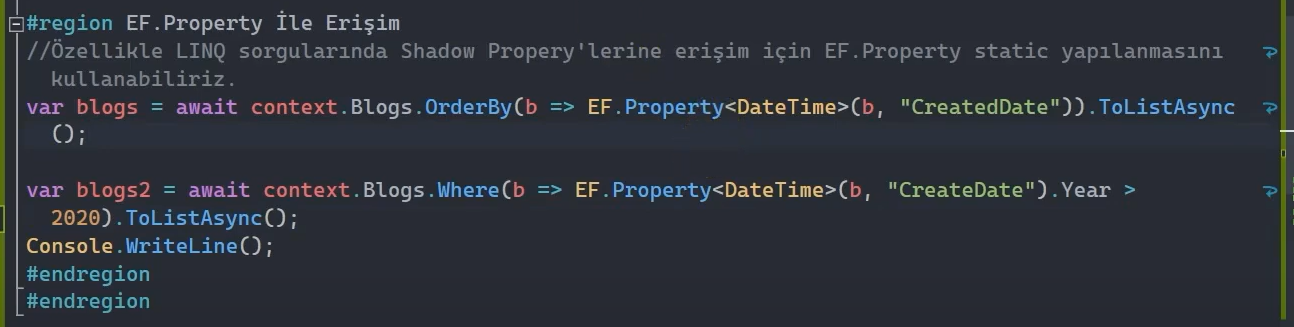 #region EF.Property İle Erişim
//Özellikle LINQ sorgularında Shadow Propery'lerine erişim için EF.Property static yapılanmasını
kullanabiliriz.
var blogs = await context.Blogs.OrderBy(b => EF.Property<DateTime>(b, "CreatedDate")).ToListAsync
();
var blogs2 = await context.Blogs.Where(b => EF.Property<DateTime>(b, "CreateDate").Year >
2020).ToListAsync();
Console.WriteLine();
#endregion
#endregion